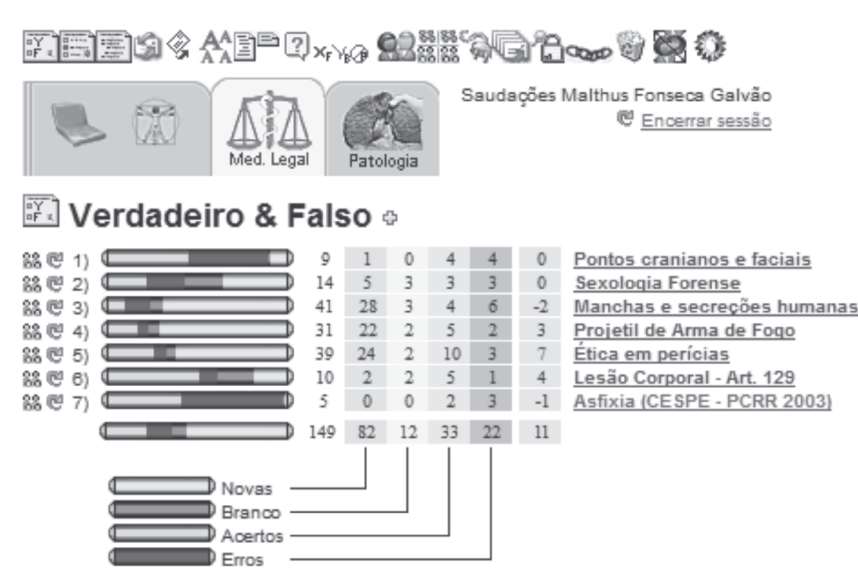 Saudações Malthus Fonseca Galvão
Encerrar sessão
Med. Legal
Patologia
Verdadeiro & Falso
1) 9 1 0 4 4 0 Pontos cranianos e faciais
2) 14 5 3 3 3 0 Sexologia Forense
3) 41 28 3 4 6 -2 Manchas e secreções humanas
4) 31 22 2 5 2 3 Projetil de Arma de Fogo
5) 39 24 2 10 3 7 Ética em perícias
6) 10 2 2 5 1 4 Lesão Corporal - Art. 129
7) 5 0 0 2 3 -1 Asfixia (CESPE - PCRR 2003)
149 82 12 33 22 11
Novas
Branco
Acertos
Erros